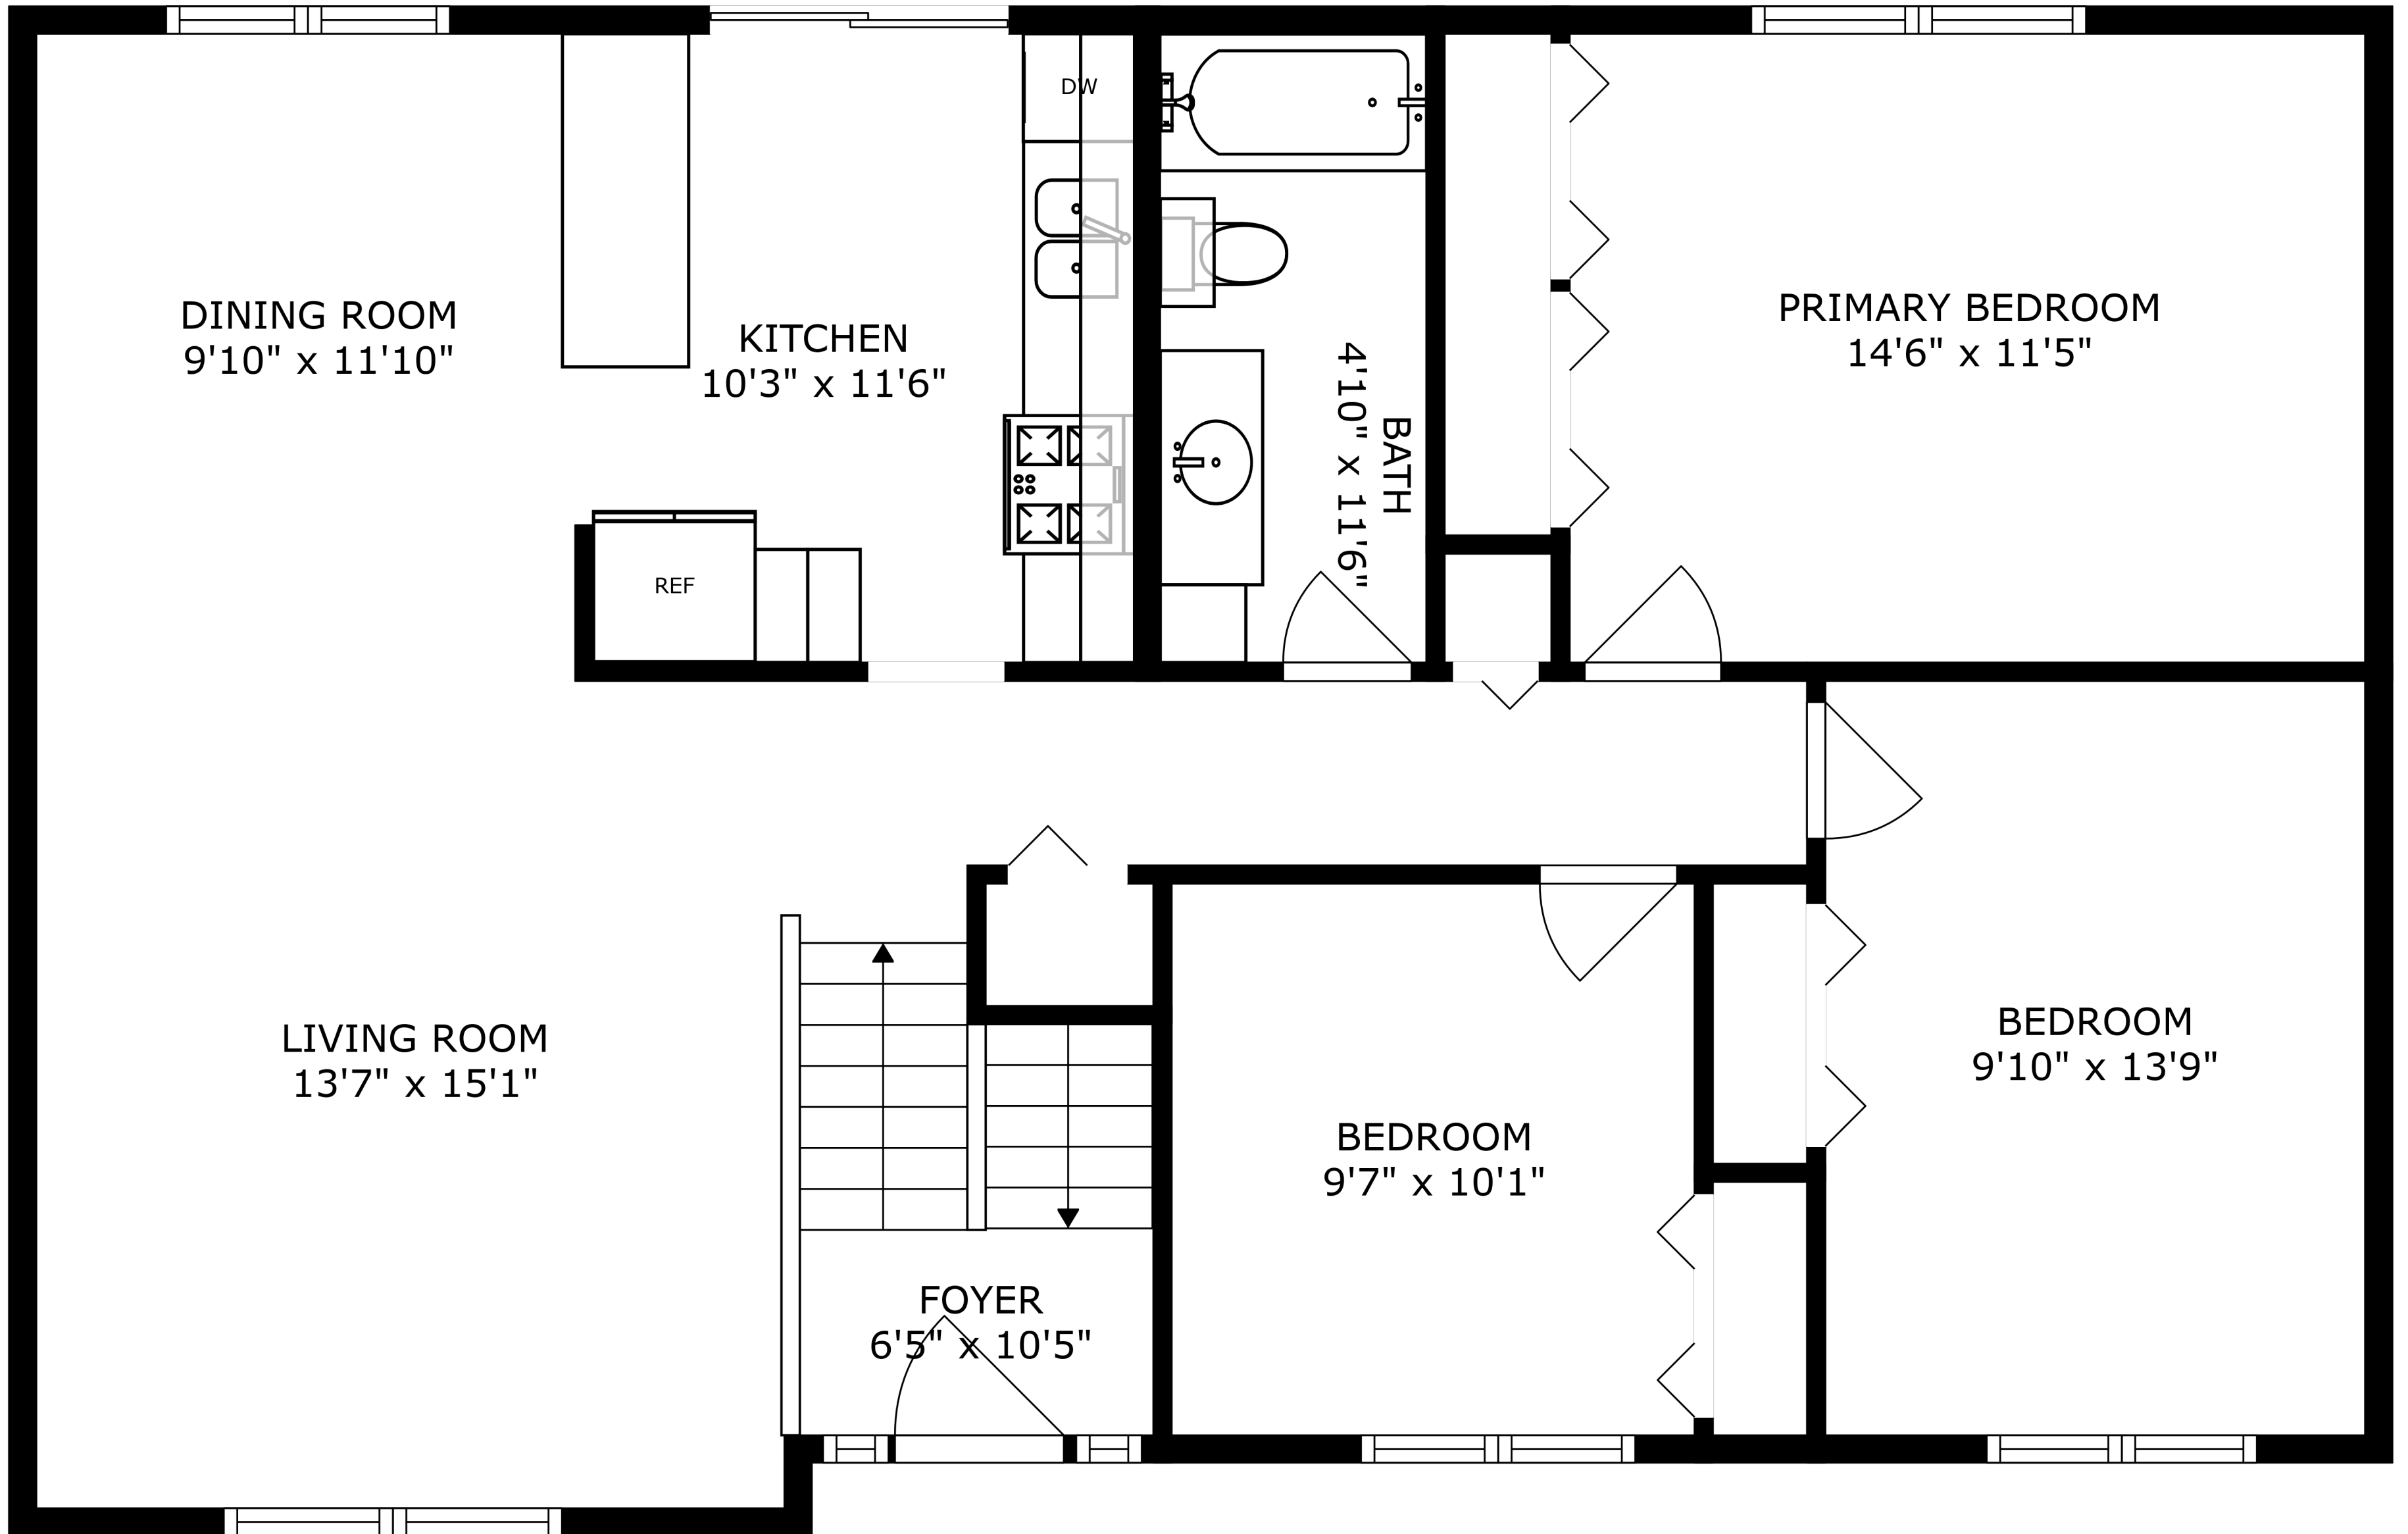 DW
DINING ROOM
9'10" x 11'10"
KITCHEN
10'3" x 11'6"
PRIMARY BEDROOM
14'6" x 11'5"
BATH
4'10" x 11'6"
REF
LIVING ROOM
13'7" x 15'1"
BEDROOM
9'10" x 13'9"
BEDROOM
9'7" x 10'1"
FOYER
6'5" x 10'5"